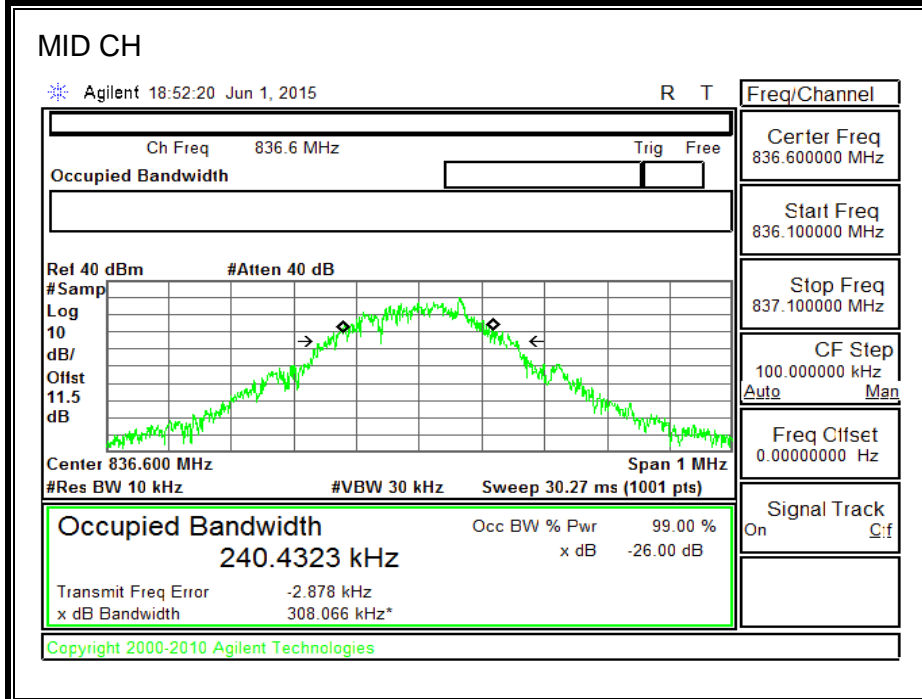 MID CH
Agilent 18:52:20 Jun 1, 2015 R T
Freq/Channel
Ch Freq 836.6 MHz Trig Free
Occupied Bandwidth
Center Freq
836.600000 MHz
Start Freq
836.100000 MHz
Stop Freq
837.100000 MHz
CF Step
100.000000 kHz
Auto Man
Freq Offset
0.00000000 Hz
Signal Track
On Off
Ref 40 dBm #Atten 40 dB
#Samp
Log
10
dB/
Offst
11.5
dB
Center 836.600 MHz Span 1 MHz
#Res BW 10 kHz #VBW 30 kHz Sweep 30.27 ms (1001 pts)
Occupied Bandwidth Occ BW % Pwr 99.00 %
240.4323 kHz x dB -26.00 dB
Transmit Freq Error -2.878 kHz
x dB Bandwidth 308.066 kHz*
Copyright 2000-2010 Agilent Technologies